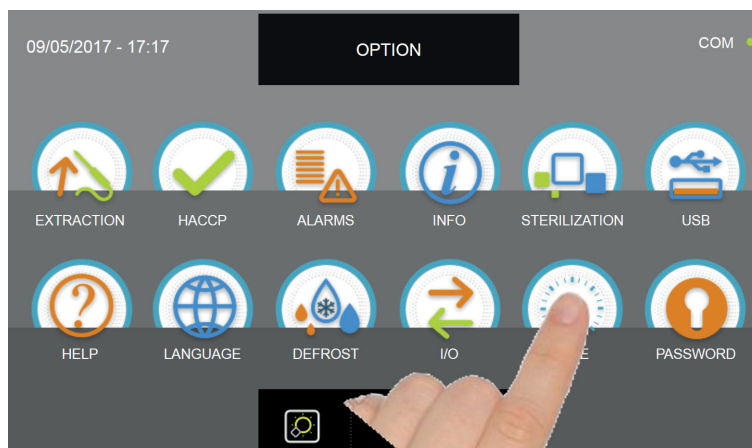 09/05/2017 - 17:17
OPTION
COM
EXTRACTION
HACCP
ALARMS
INFO
STERILIZATION
USB
HELP
LANGUAGE
DEFROST
I/O
PASSWORD